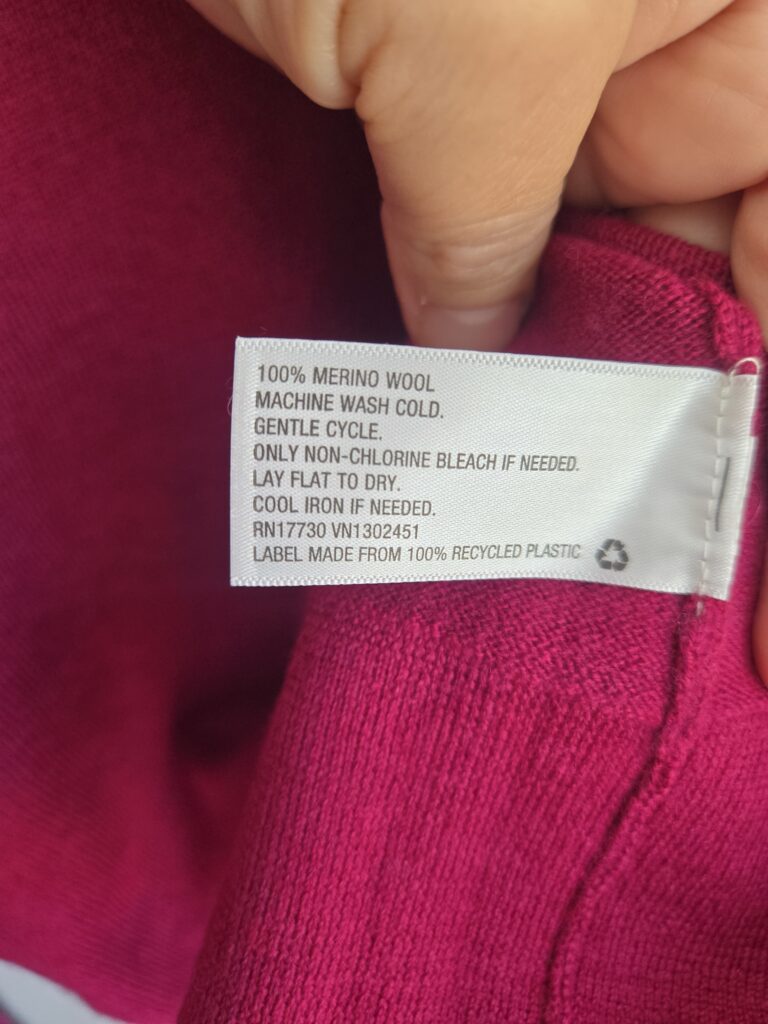 100% MERINO WOOL
MACHINE WASH COLD.
GENTLE CYCLE.
ONLY NON-CHLORINE BLEACH IF NEEDED.
LAY FLAT TO DRY.
COOL IRON IF NEEDED.
RN17730 VN1302451
LABEL MADE FROM 100% RECYCLED PLASTIC